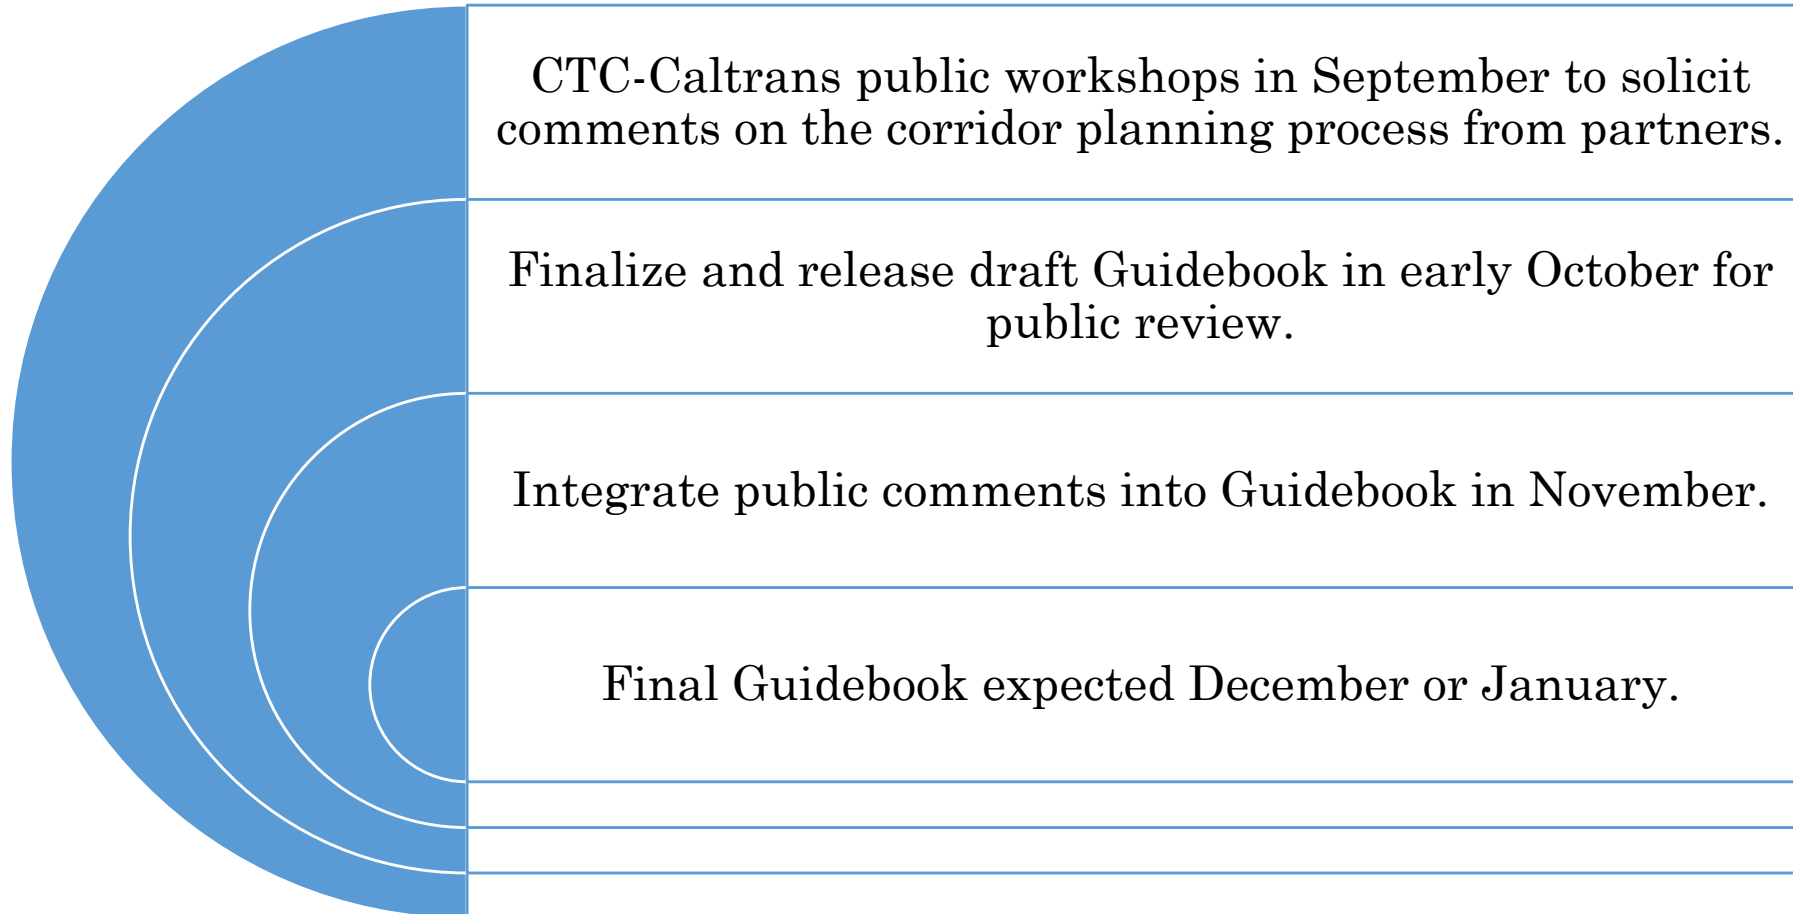 CTC-Caltrans public workshops in September to solicit
comments on the corridor planning process from partners.
Finalize and release draft Guidebook in early October for
public review.
Integrate public comments into Guidebook in November.
Final Guidebook expected December or January.